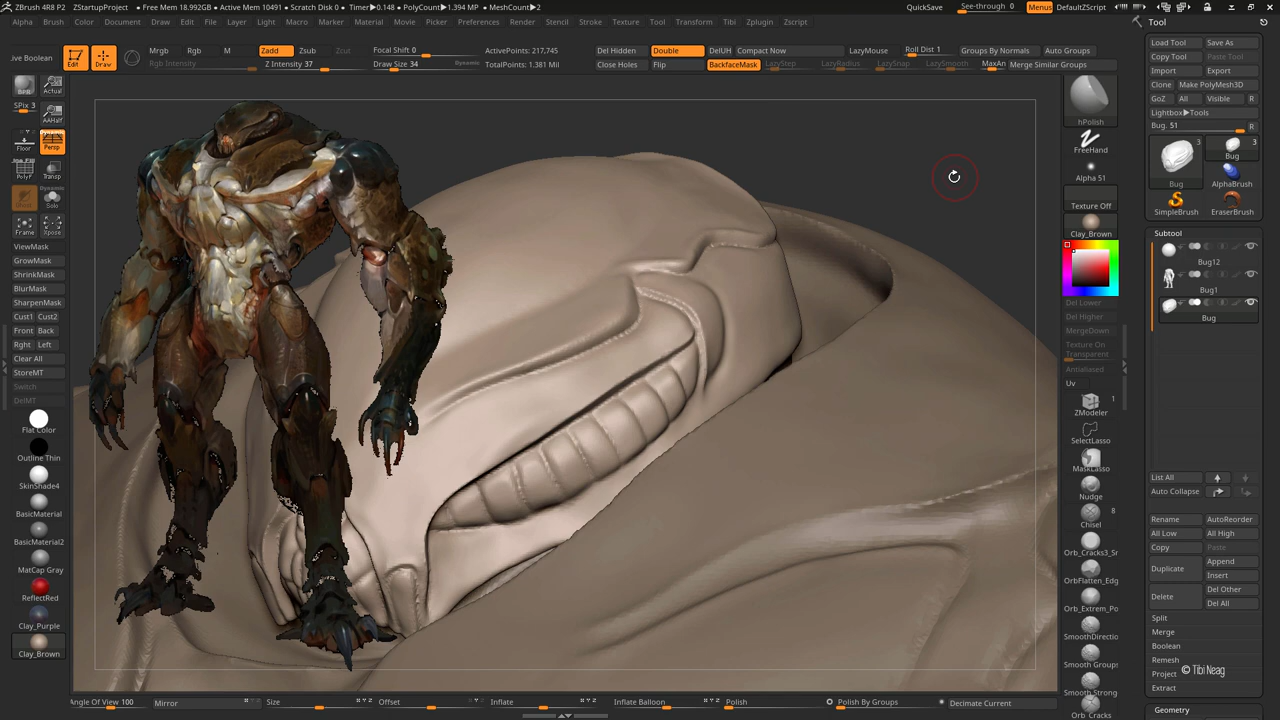 ZBrush 4R8 P2 ZStartupProject • Free Mem 18.992GB • Active Mem 10491 • Scratch Disk 0 • Timer▶0.148 • PolyCount▶1.394 MP • MeshCount▶2 QuickSave See-through 0 Menus DefaultZScript
Alpha Brush Color Document Draw Edit File Layer Light Macro Marker Material Movie Picker Preferences Render Stencil Stroke Texture Tool Transform Tbi Zplugin Zscript
Tool
Load Tool Save As
Copy Tool Paste Tool
Import Export
Clone Make PolyMesh3D
GoZ All Visible R
Lightbox▶Tools
Bug. 51 R
3 3
Bug
Bug AlphaBrush
SimpleBrush EraserBrush
Subtool
Bug12
Bug1
Bug
List All
Auto Collapse
Rename AutoReorder
All Low All High
Copy Paste
Duplicate Append
Insert
Delete Del Other
Del All
Split
Merge
Boolean
Remesh
Project © Tibi Neag
Extract
Geometry
ive Boolean Edit Draw
Mrgb Rgb M Zadd Zsub Zcut Focal Shift 0 ActivePoints: 217,745
Rgb Intensity Z Intensity 37 Draw Size 34 Dynamic TotalPoints: 1.381 Mil
Del Hidden Double DelUH Compact Now LazyMouse Roll Dist 1 Groups By Normals Auto Groups
Close Holes Flip BackfaceMask LazyStep LazyRadius LazySnap LazySmooth MaxAn Merge Similar Groups
BPR Actual
SPix 3
AAHalf
Dynamic
Floor Persp
PolyF Transp
Dynamic
Ghost Solo
Frame Xpose
ViewMask
GrowMask
ShrinkMask
BlurMask
SharpenMask
Cust1 Cust2
Front Back
Rght Left
Clear All
StoreMT
Switch
DelMT
Flat Color
Outline Thin
SkinShade4
BasicMaterial
BasicMaterial2
MatCap Gray
ReflectRed
Clay_Purple
Clay_Brown
hPolish
FreeHand
Alpha 51
Texture Off
Clay_Brown
Del Lower
Del Higher
MergeDown
Texture On
Transparent
Antialiased
Uv
1
ZModeler
SelectLasso
MaskLasso
Nudge
8
Chisel
Orb_Cracks3_Sr
OrbFlatten_Edg
Orb_Extrem_Po
SmoothDirectio
Smooth Groups
Smooth Strong
Orb_Cracks
Angle Of View 100 Mirror X Y Z Size X Y Z Offset X Y Z Inflate X Y Z Inflate Balloon X Y Z Polish Polish By Groups Decimate Current